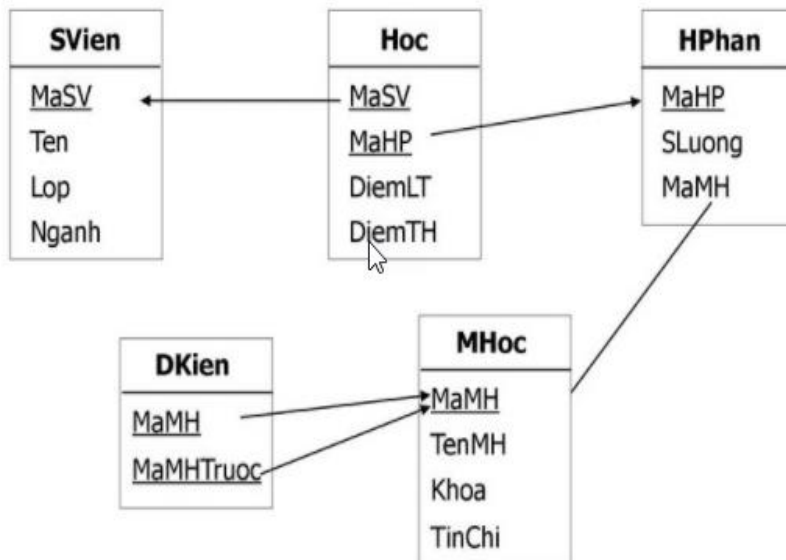 SVien
MaSV
Ten
Lop
Nganh
Hoc
MaSV
MaHP
DiemLT
DiemTH
HPhan
MaHP
SLuong
MaMH
DKien
MaMH
MaMHTruoc
MHoc
MaMH
TenMH
Khoa
TinChi